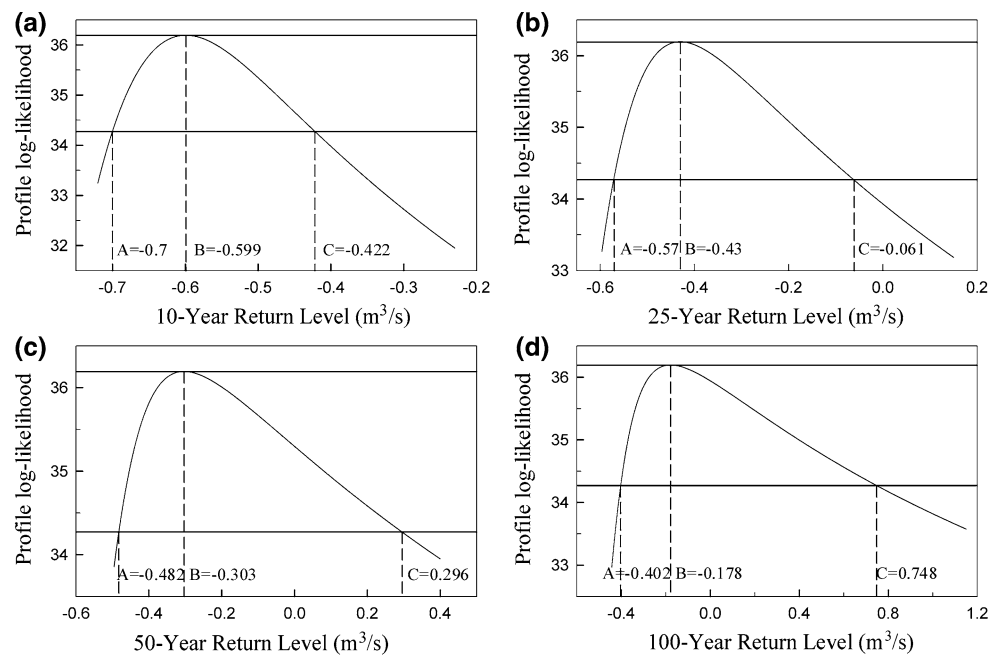 (a)
Profile log-likelihood
36
35
34
33
32
A=-0.7 B=-0.599 C=-0.422
-0.7 -0.6 -0.5 -0.4 -0.3 -0.2
10-Year Return Level (m³/s)
(b)
Profile log-likelihood
36
35
34
33
A=-0.57 B=-0.43 C=-0.061
-0.6 -0.4 -0.2 0.0 0.2
25-Year Return Level (m³/s)
(c)
Profile log-likelihood
36
35
34
A=-0.482 B=-0.303 C=0.296
-0.6 -0.4 -0.2 0.0 0.2 0.4
50-Year Return Level (m³/s)
(d)
Profile log-likelihood
36
35
34
33
A=-0.402 B=-0.178 C=0.748
-0.4 0.0 0.4 0.8 1.2
100-Year Return Level (m³/s)